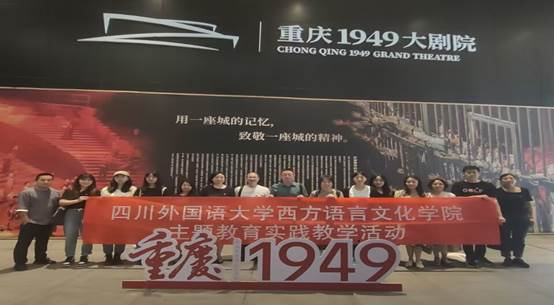 重庆1949大剧院
CHONG QING 1949 GRAND THEATRE
用一座城的记忆，
致敬一座城的精神。
四川外国语大学西方语言文化学院
主题教育实践教学活动
重庆1949